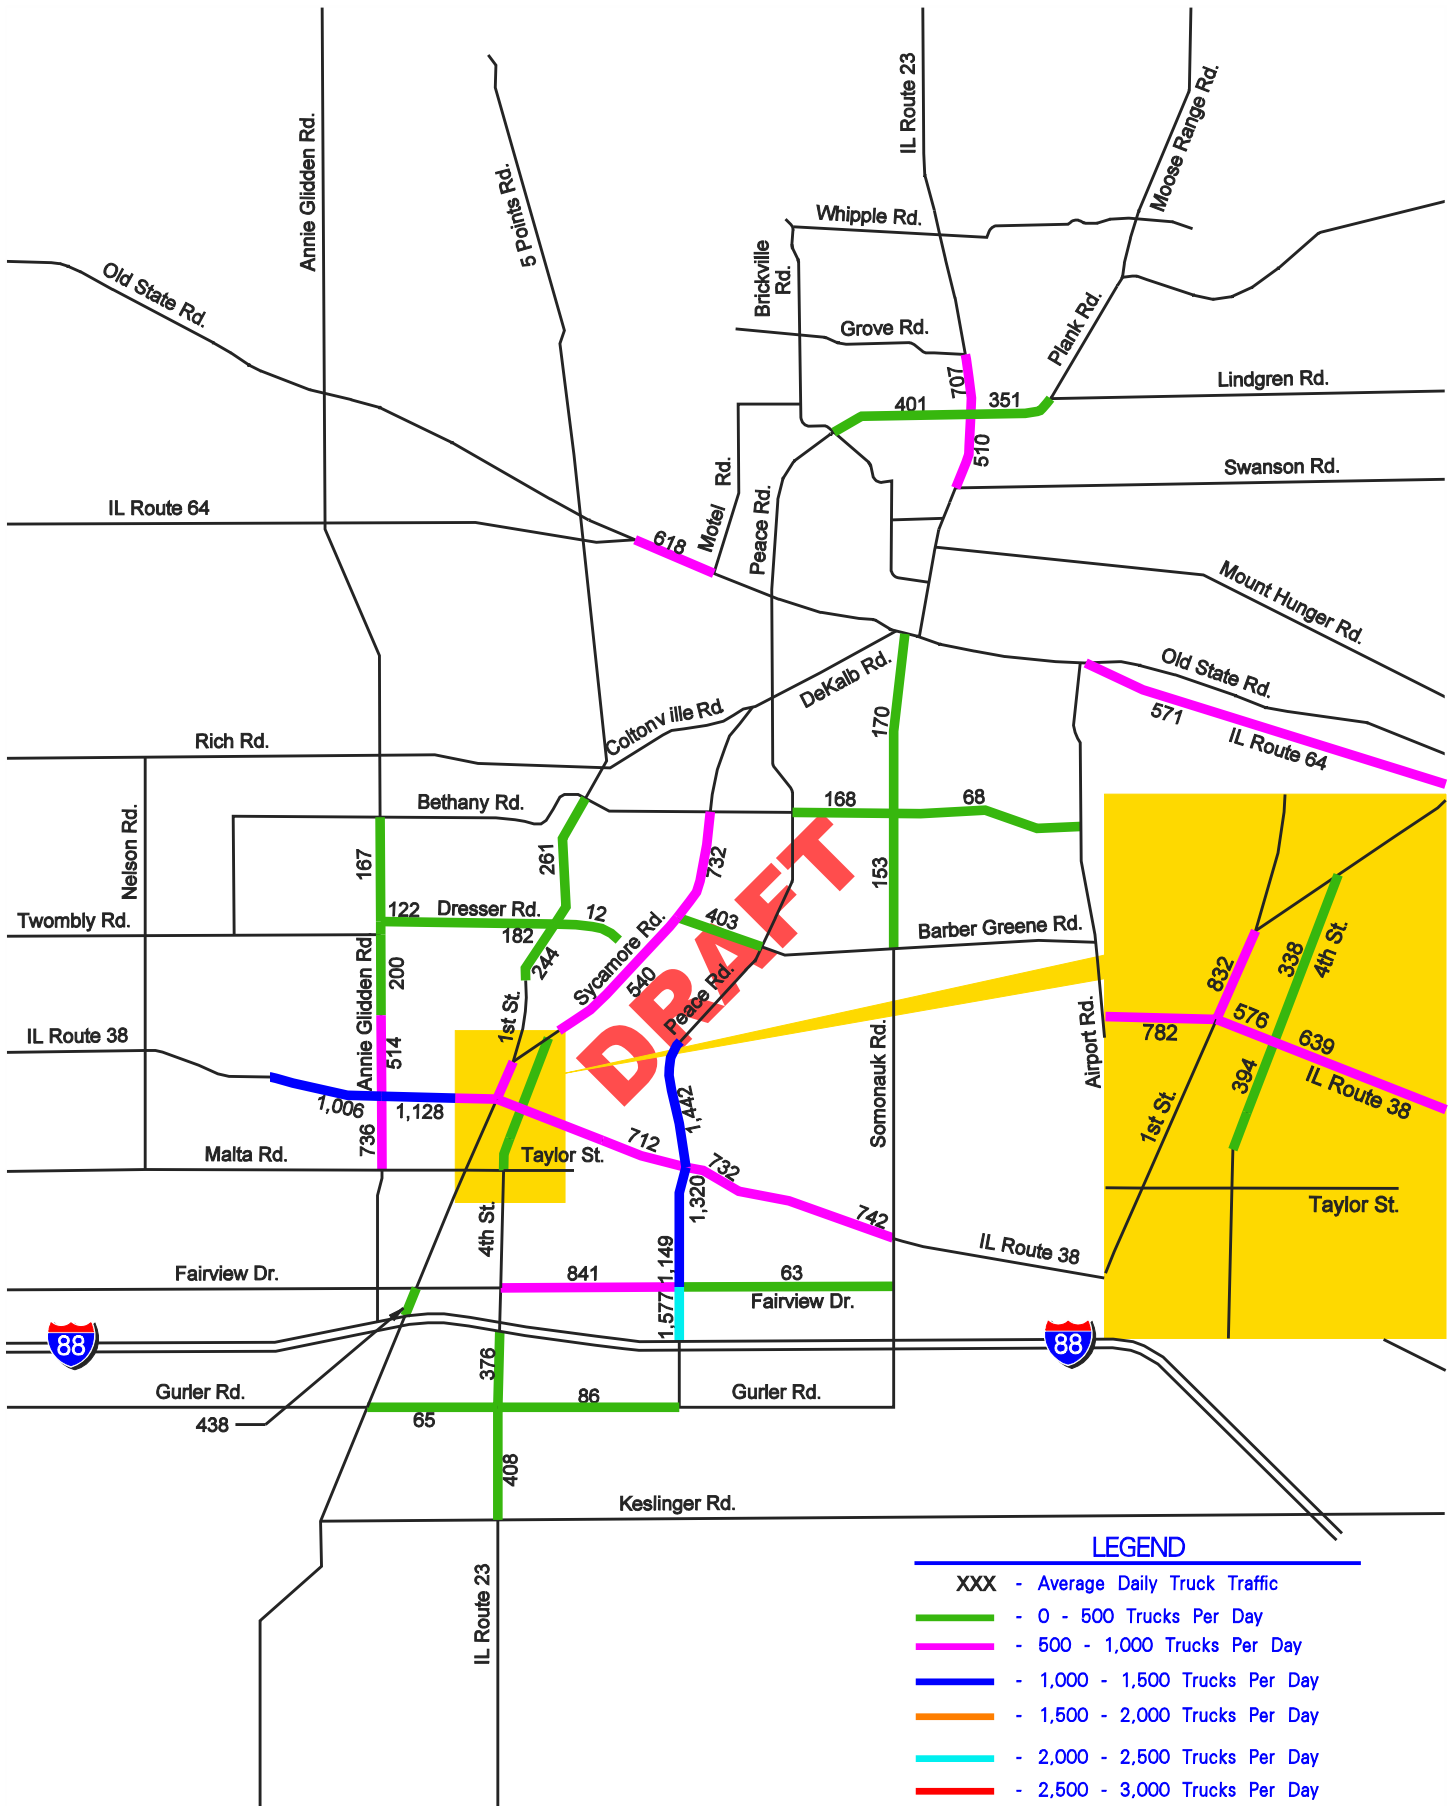 IL Route 23
Moose Range Rd.
Annie Glidden Rd.
5 Points Rd.
Whipple Rd.
Brickville
Rd.
Old State Rd.
Grove Rd.
Plank Rd.
707
Lindgren Rd.
401
351
510
Swanson Rd.
Motel Rd.
Peace Rd.
IL Route 64
618
Mount Hunger Rd.
DeKalb Rd.
Old State Rd.
Coltonville Rd.
170
571
IL Route 64
Rich Rd.
Bethany Rd.
168
68
Nelson Rd.
167
261
732
153
DRAFT
122
Dresser Rd.
12
Sycamore Rd.
403
Twombly Rd.
182
Barber Greene Rd.
244
540
Peace Rd.
200
Annie Glidden Rd
1st St.
832
338
4th St.
IL Route 38
514
Somonauk Rd.
Airport Rd.
782
576
639
394
IL Route 38
1,006
1,128
1,442
1st St.
736
712
Malta Rd.
Taylor St.
732
1,320
Taylor St.
4th St.
742
IL Route 38
Fairview Dr.
841
1,149
63
Fairview Dr.
1,577
88
88
376
Gurler Rd.
86
Gurler Rd.
438
65
408
Keslinger Rd.
IL Route 23
LEGEND
XXX - Average Daily Truck Traffic
- 0 - 500 Trucks Per Day
- 500 - 1,000 Trucks Per Day
- 1,000 - 1,500 Trucks Per Day
- 1,500 - 2,000 Trucks Per Day
- 2,000 - 2,500 Trucks Per Day
- 2,500 - 3,000 Trucks Per Day